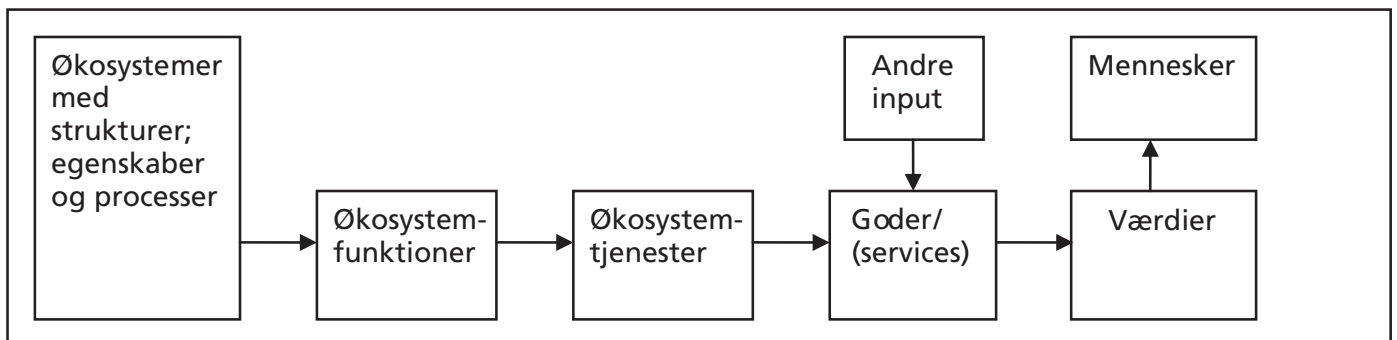 Økosystemer
med
strukturer;
egenskaber
og processer
Økosystem-
funktioner
Økosystem-
tjenester
Andre
input
Goder/
(services)
Mennesker
Værdier